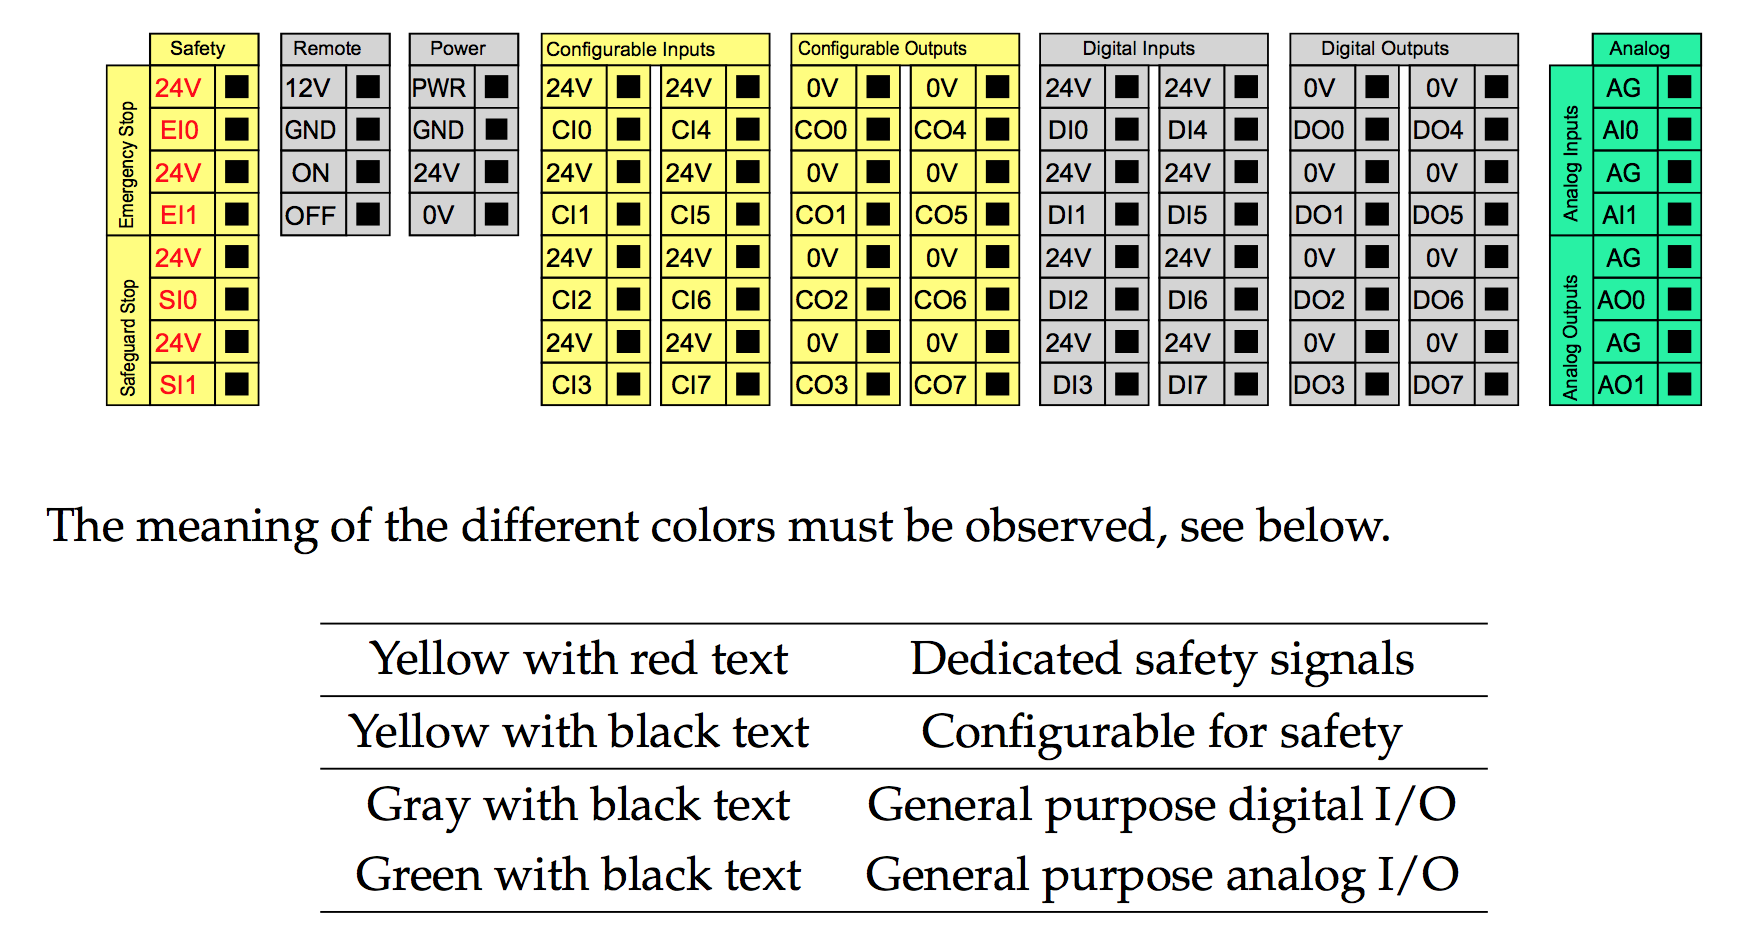 Safety Remote Power Configurable Inputs Configurable Outputs Digital Inputs Digital Outputs Analog
Emergency Stop
Safeguard Stop
Analog Inputs
Analog Outputs
24V 12V PWR 24V 24V 0V 0V 24V 24V 0V 0V AG
EI0 GND GND CI0 CI4 CO0 CO4 DI0 DI4 DO0 DO4 AI0
24V ON 24V 24V 24V 0V 0V 24V 24V 0V 0V AG
EI1 OFF 0V CI1 CI5 CO1 CO5 DI1 DI5 DO1 DO5 AI1
24V 24V 24V 0V 0V 24V 24V 0V 0V AG
SI0 CI2 CI6 CO2 CO6 DI2 DI6 DO2 DO6 AO0
24V 24V 24V 0V 0V 24V 24V 0V 0V AG
SI1 CI3 CI7 CO3 CO7 DI3 DI7 DO3 DO7 AO1
The meaning of the different colors must be observed, see below.
Yellow with red text Dedicated safety signals
Yellow with black text Configurable for safety
Gray with black text General purpose digital I/O
Green with black text General purpose analog I/O